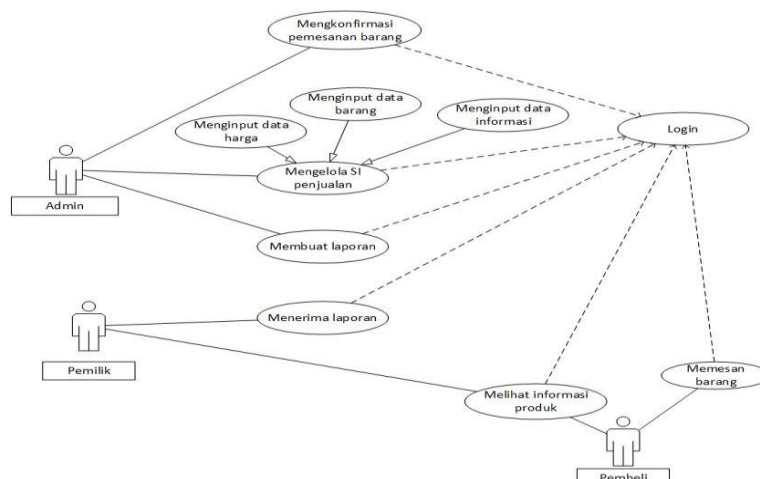 Mengkonfirmasi
pemesanan barang
Menginput data
barang
Menginput data
informasi
Menginput data
harga
Login
Mengelola SI
penjualan
Admin
Membuat laporan
Menerima laporan
Pemilik
Memesan
barang
Melihat informasi
produk
Pembeli